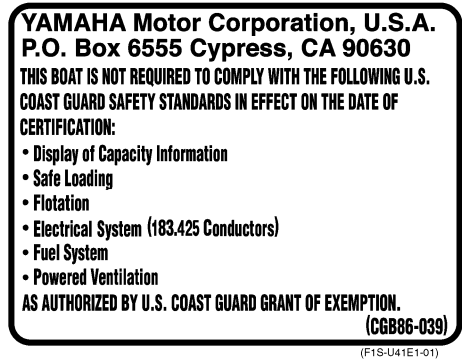 YAMAHA Motor Corporation, U.S.A.
P.O. Box 6555 Cypress, CA 90630
THIS BOAT IS NOT REQUIRED TO COMPLY WITH THE FOLLOWING U.S.
COAST GUARD SAFETY STANDARDS IN EFFECT ON THE DATE OF
CERTIFICATION:
• Display of Capacity Information
• Safe Loading
• Flotation
• Electrical System (183.425 Conductors)
• Fuel System
• Powered Ventilation
AS AUTHORIZED BY U.S. COAST GUARD GRANT OF EXEMPTION.
(CGB86-039)
(F1S-U41E1-01)